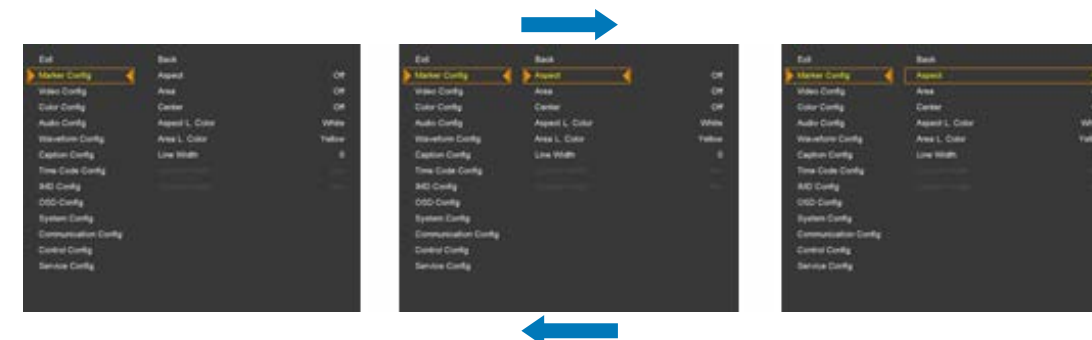 Exit
Marker Config
Video Config
Color Config
Audio Config
Waveform Config
Caption Config
Time Code Config
IMD Config
OSD Config
System Config
Communication Config
Control Config
Service Config
Back
Aspect Off
Area Off
Center Off
Aspect L. Color White
Area L. Color Yellow
Line Width 0
Exit
Marker Config
Video Config
Color Config
Audio Config
Waveform Config
Caption Config
Time Code Config
IMD Config
OSD Config
System Config
Communication Config
Control Config
Service Config
Back
Aspect Off
Area Off
Center Off
Aspect L. Color White
Area L. Color Yellow
Line Width 0
Exit
Marker Config
Video Config
Color Config
Audio Config
Waveform Config
Caption Config
Time Code Config
IMD Config
OSD Config
System Config
Communication Config
Control Config
Service Config
Back
Aspect
Area
Center
Aspect L. Color
Area L. Color
Line Width